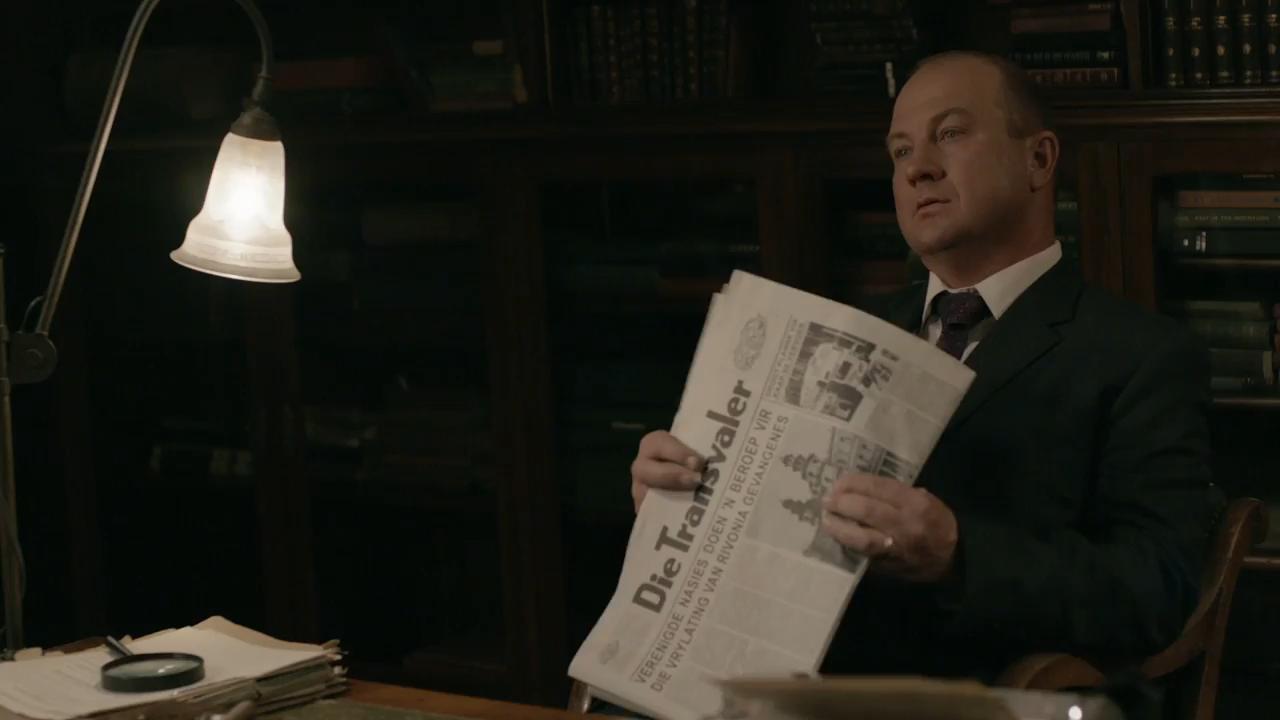 Die Transvaler
VERENIGDE NASIES DOEN 'N BEROEP VIR
DIE VRYLATING VAN RIVONIA GEVANGENES